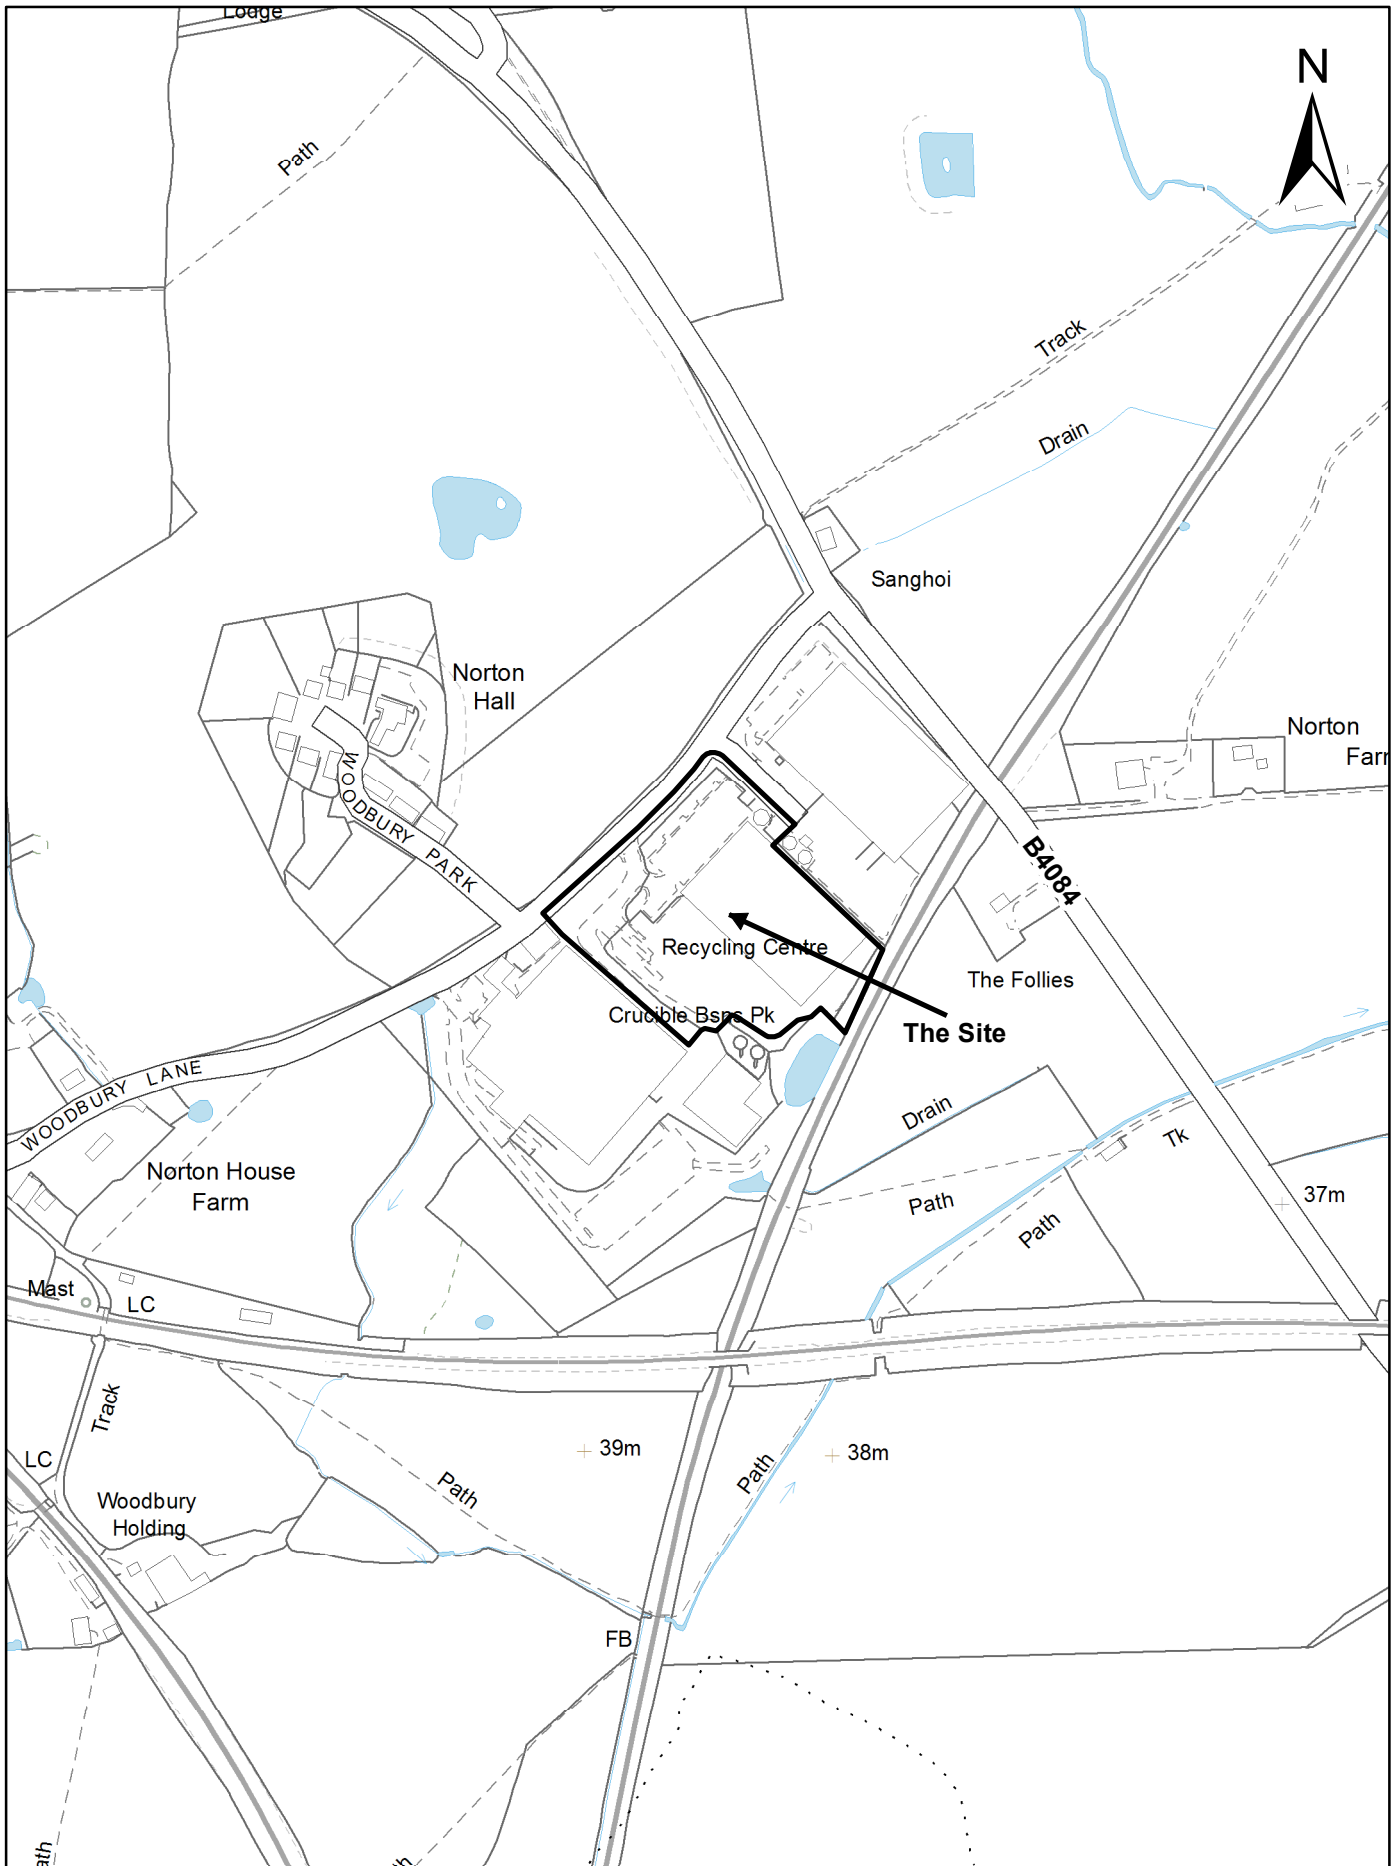 Lodge
N
Path
Track
Drain
Sanghoi
Norton
Hall
Norton
WOODBURY PARK
B4084
Recycling Centre
The Follies
Crucible Bsns Pk
The Site
WOODBURY LANE
Drain
Tk
Norton House
Farm
Path
37m
Path
Mast
LC
Track
39m
38m
LC
Path
Path
Woodbury
Holding
FB